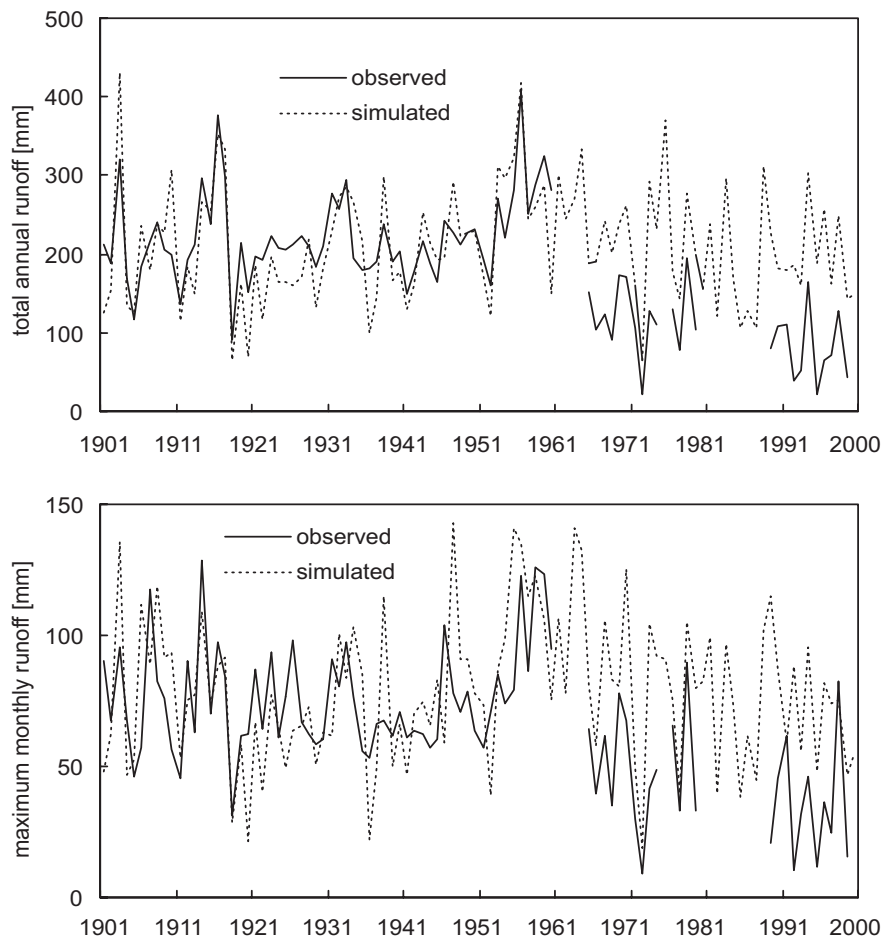 500
400
300
200
100
0
total annual runoff [mm]
observed
simulated
1901 1911 1921 1931 1941 1951 1961 1971 1981 1991 2000
150
100
50
0
maximum monthly runoff [mm]
observed
simulated
1901 1911 1921 1931 1941 1951 1961 1971 1981 1991 2000